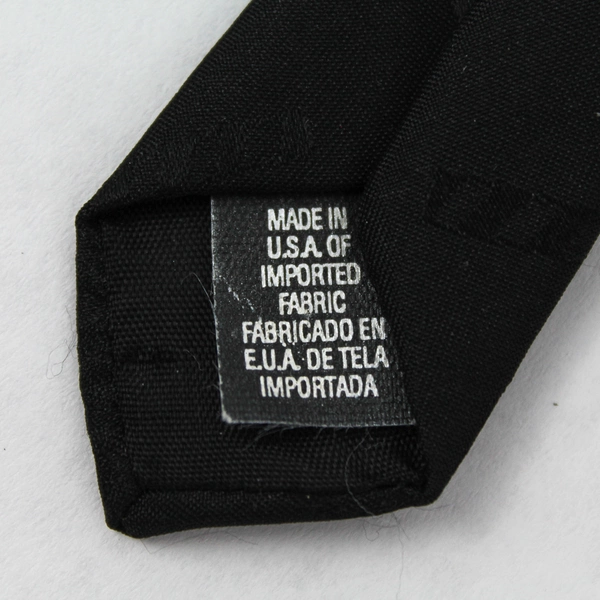 MADE IN
U.S.A. OF
IMPORTED
FABRIC
FABRICADO EN
E.U.A. DE TELA
IMPORTADA